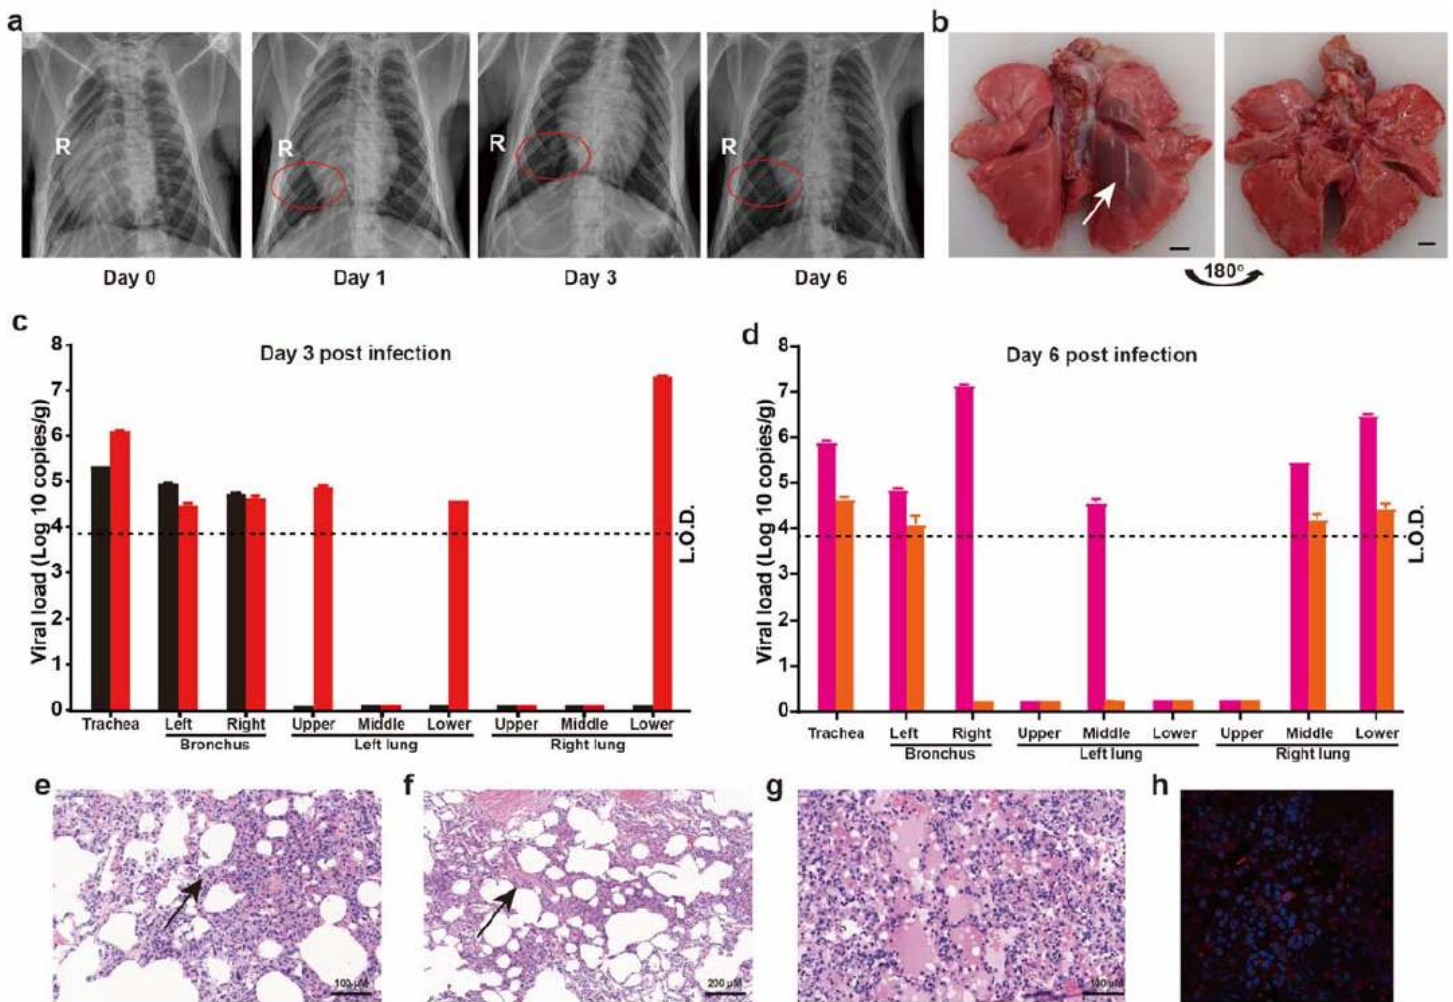 a
R
R
R
R
Day 0
Day 1
Day 3
Day 6
b
180°
c
Day 3 post infection
Viral load (Log 10 copies/g)
8
7
6
5
4
3
2
1
0
L.O.D.
Trachea Left Right Upper Middle Lower Upper Middle Lower
Bronchus Left lung Right lung
d
Day 6 post infection
Viral load (Log 10 copies/g)
8
7
6
5
4
3
2
1
0
L.O.D.
Trachea Left Right Upper Middle Lower Upper Middle Lower
Bronchus Left lung Right lung
e
100 µM
f
200 µM
g
100 µM
h